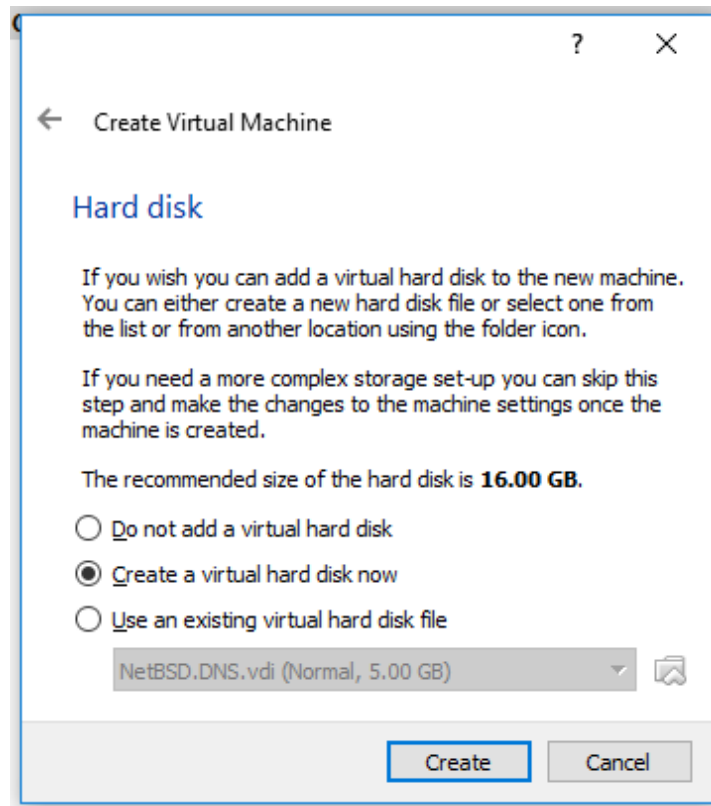 ?
Create Virtual Machine
Hard disk
If you wish you can add a virtual hard disk to the new machine.
You can either create a new hard disk file or select one from
the list or from another location using the folder icon.
If you need a more complex storage set-up you can skip this
step and make the changes to the machine settings once the
machine is created.
The recommended size of the hard disk is 16.00 GB.
Do not add a virtual hard disk
Create a virtual hard disk now
Use an existing virtual hard disk file
NetBSD.DNS.vdi (Normal, 5.00 GB)
Create Cancel